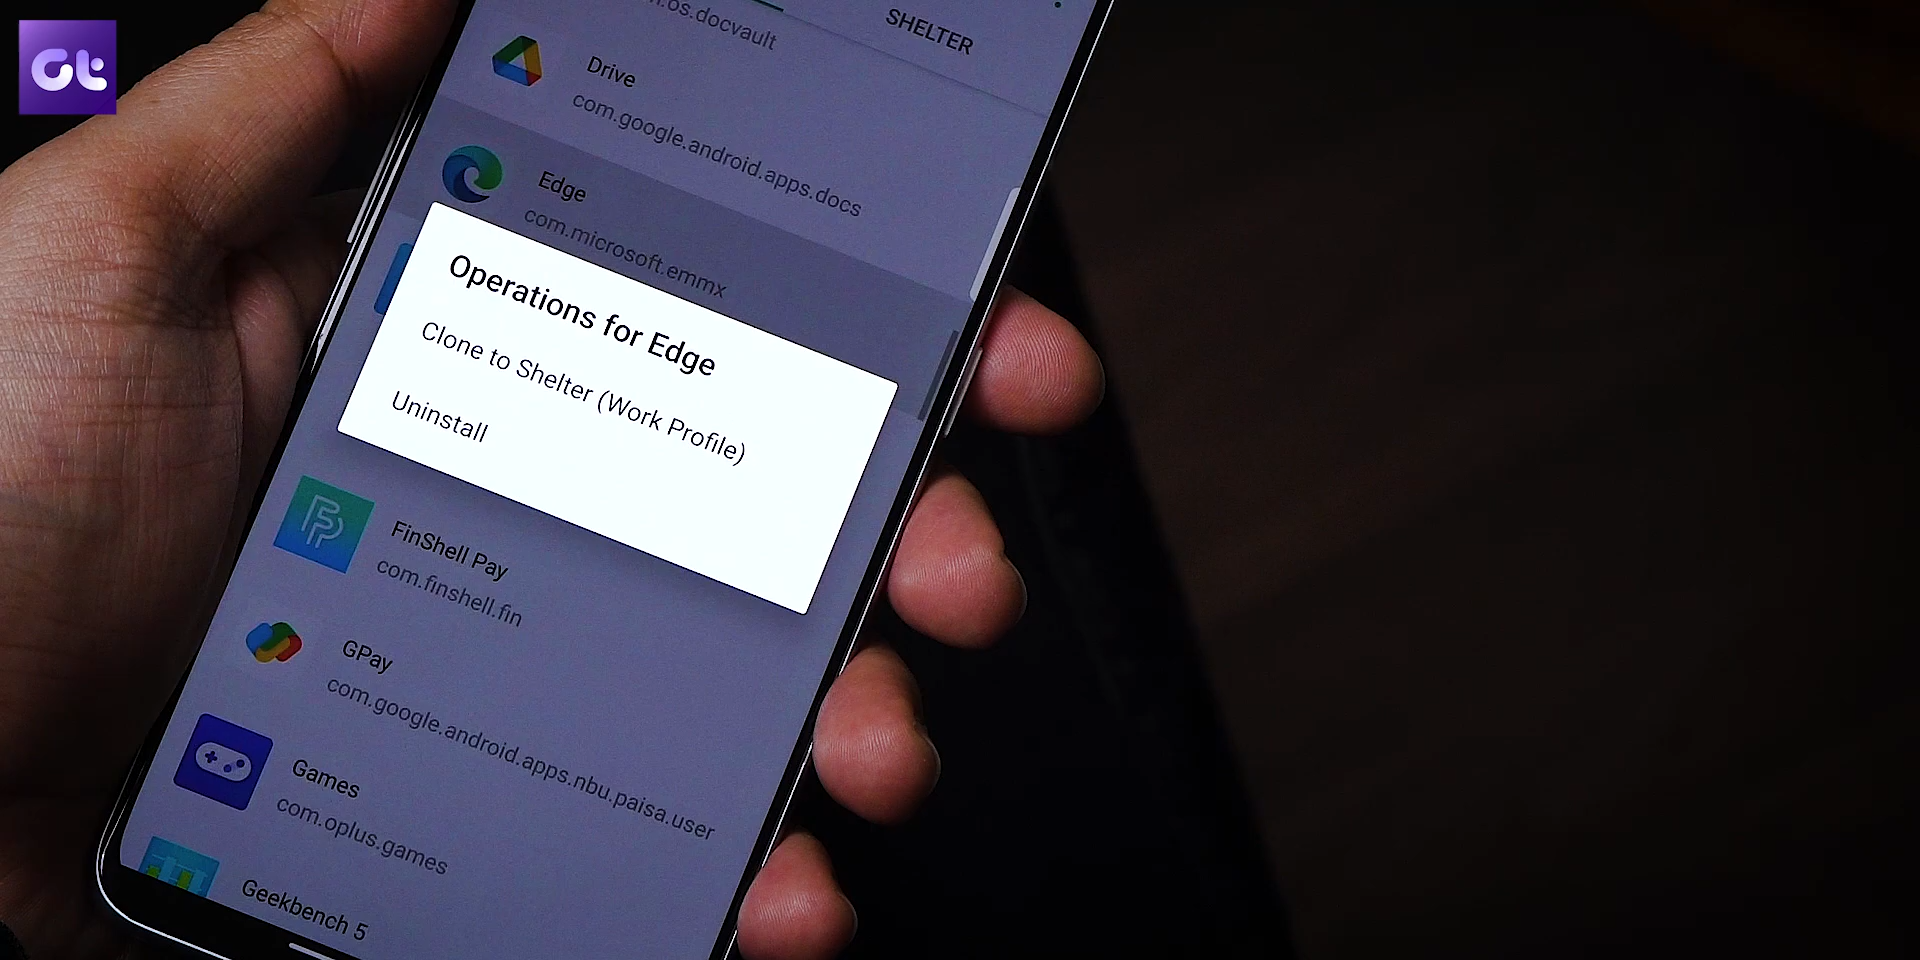 Gt
SHELTER
.os.docvault
Drive
com.google.android.apps.docs
Edge
com.microsoft.emmx
Operations for Edge
Clone to Shelter (Work Profile)
Uninstall
FinShell Pay
com.finshell.fin
GPay
com.google.android.apps.nbu.paisa.user
Games
com.oplus.games
Geekbench 5